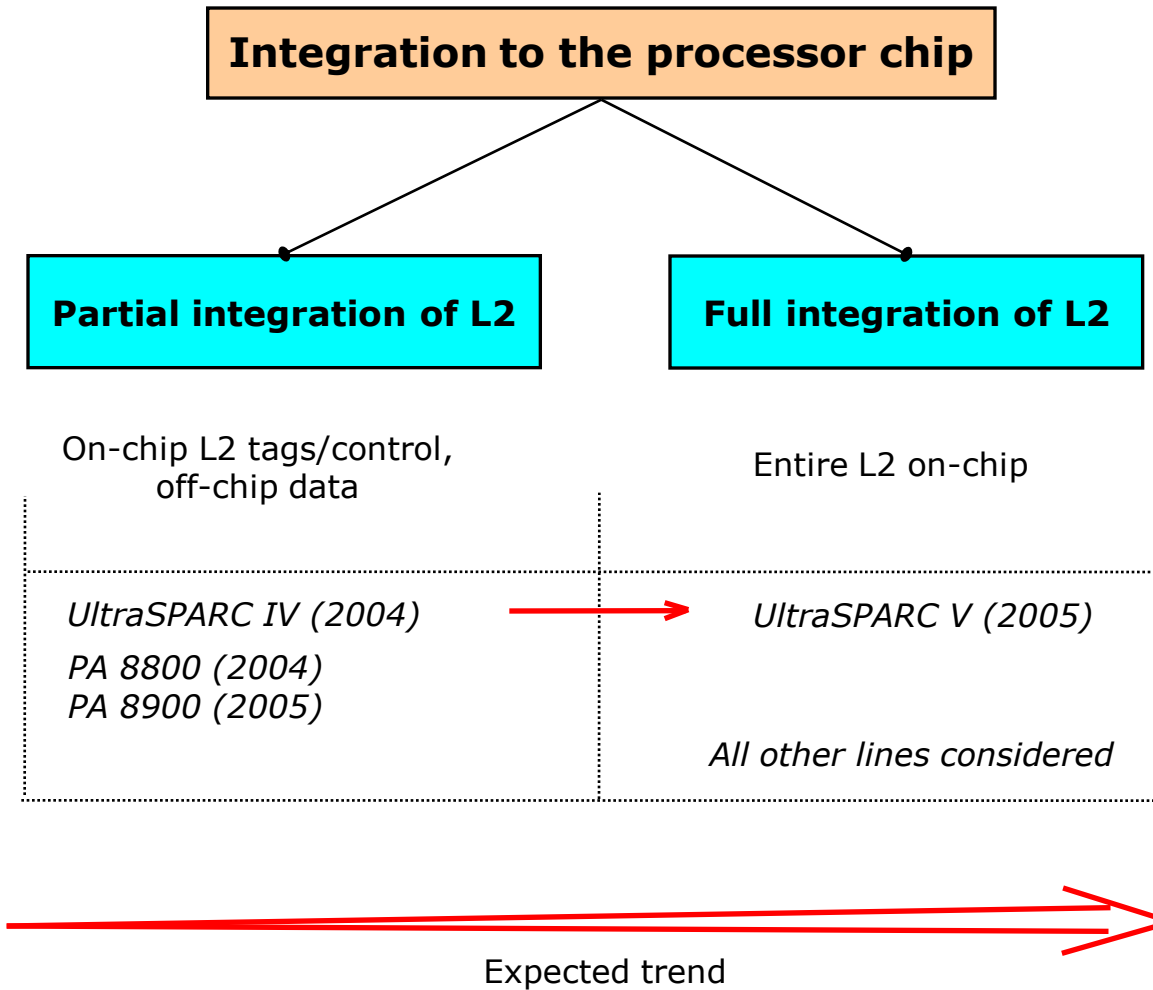 Integration to the processor chip
Partial integration of L2
Full integration of L2
On-chip L2 tags/control,
off-chip data
Entire L2 on-chip
UltraSPARC IV (2004)
UltraSPARC V (2005)
PA 8800 (2004)
PA 8900 (2005)
All other lines considered
Expected trend